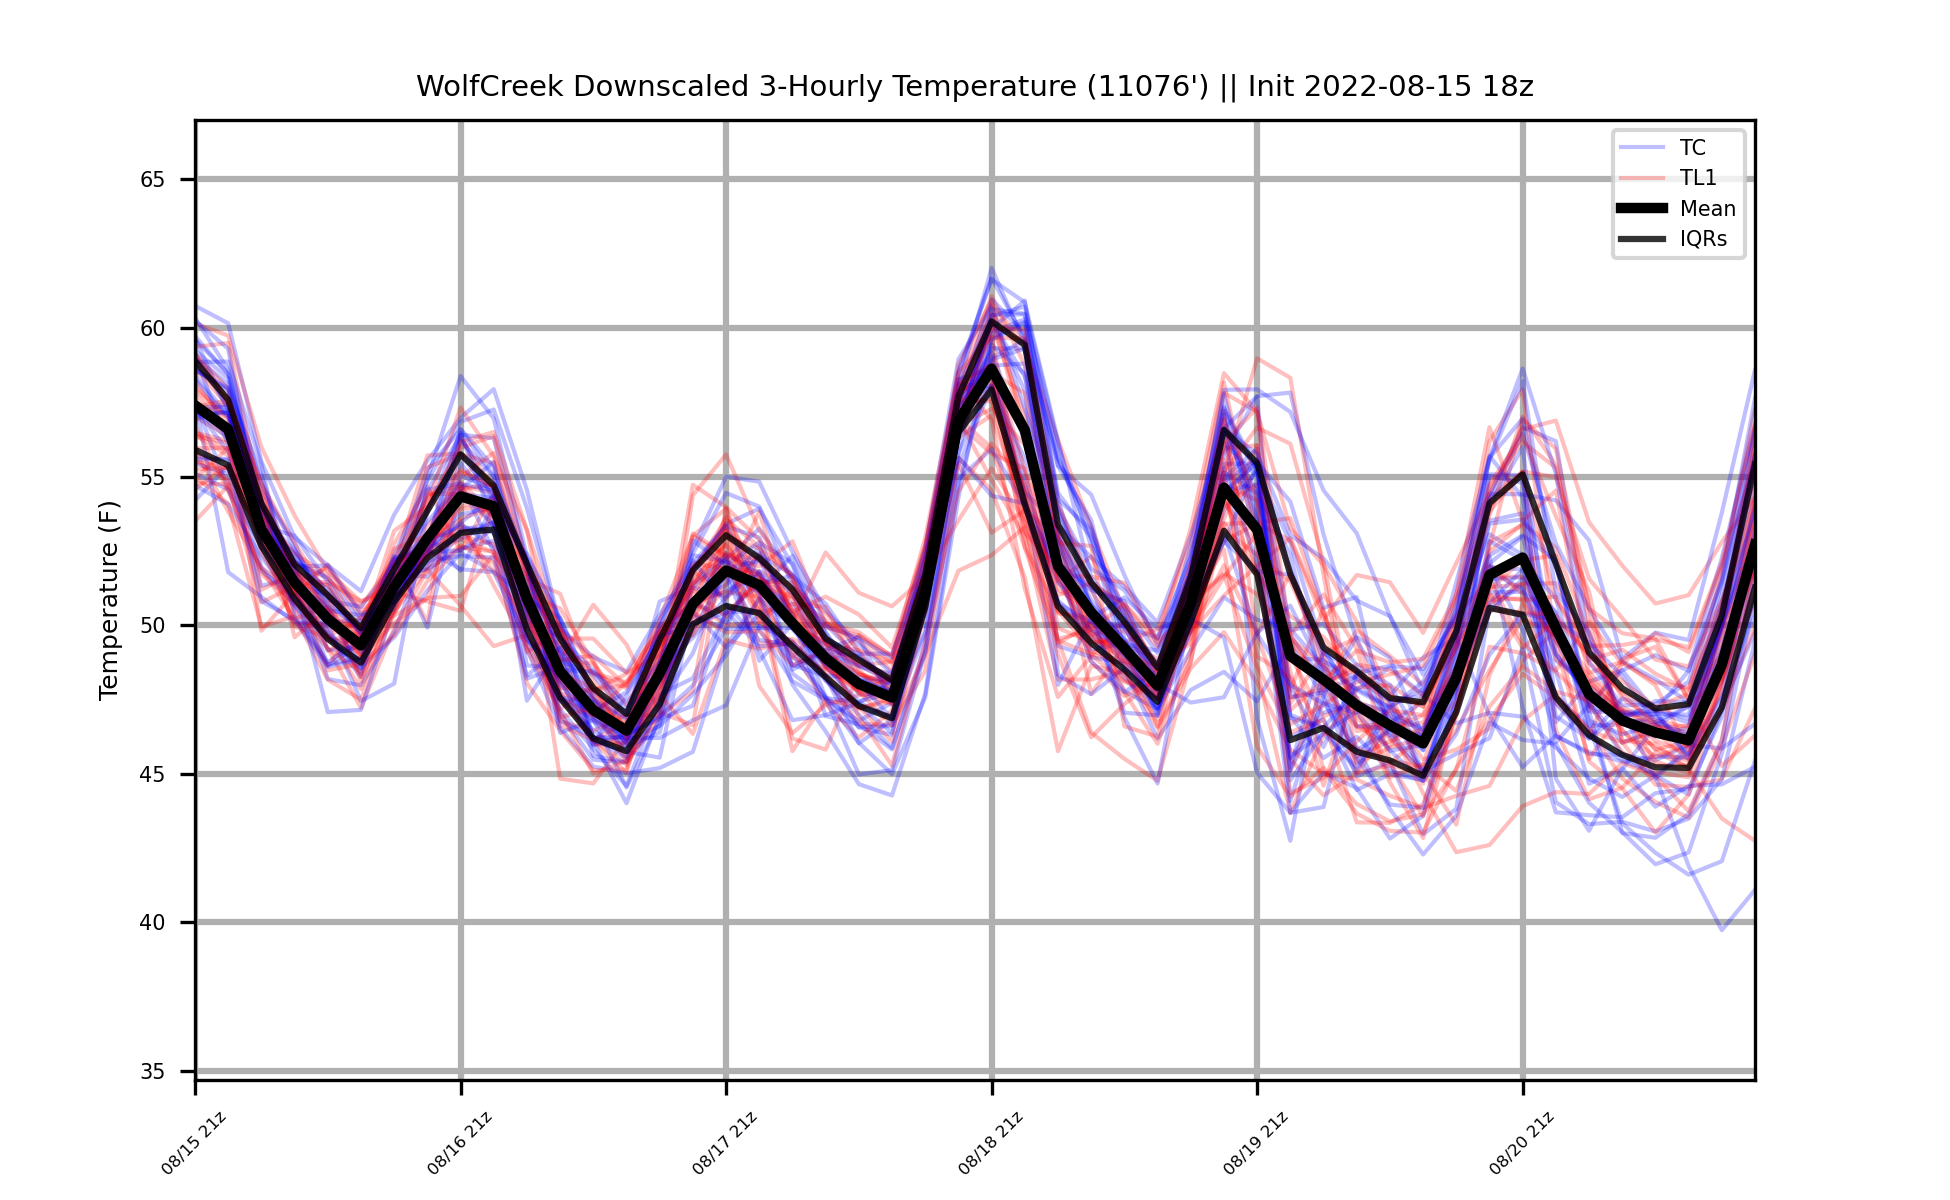 WolfCreek Downscaled 3-Hourly Temperature (11076') || Init 2022-08-15 18z
TC
TL1
Mean
IQRs
Temperature (F)
65
60
55
50
45
40
35
08/15 21z
08/16 21z
08/17 21z
08/18 21z
08/19 21z
08/20 21z